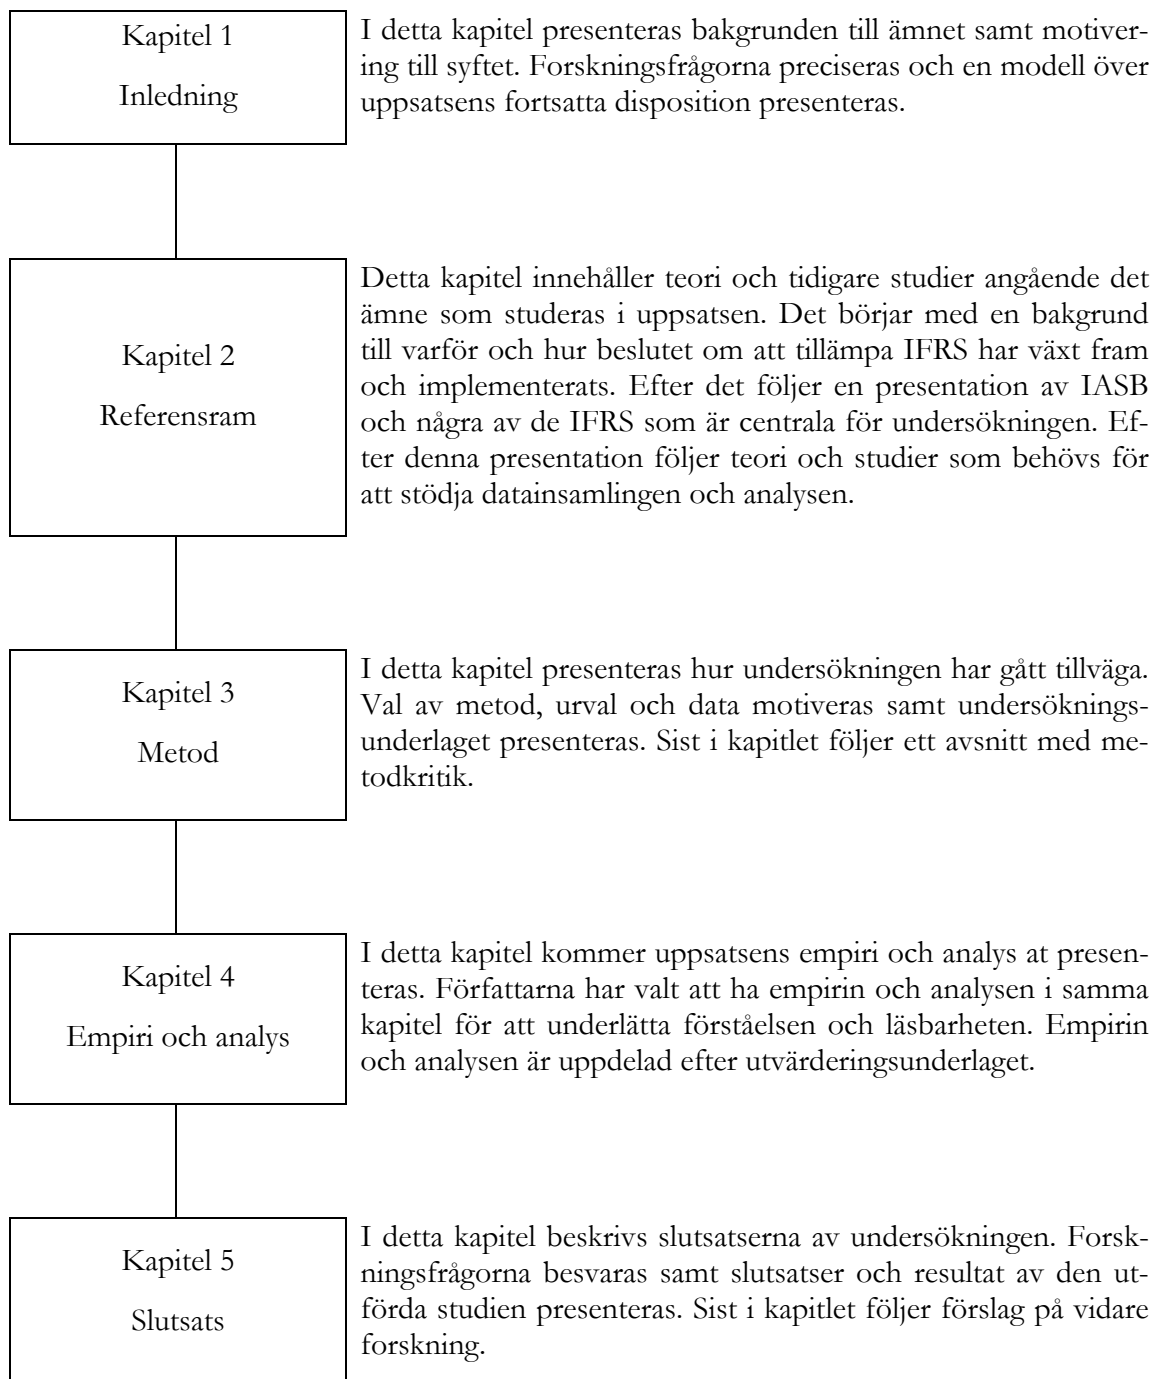 Kapitel 1
Inledning
I detta kapitel presenteras bakgrunden till ämnet samt motiver-
ing till syftet. Forskningsfrågorna preciseras och en modell över
uppsatsens fortsatta disposition presenteras.
Kapitel 2
Referensram
Detta kapitel innehåller teori och tidigare studier angående det
ämne som studeras i uppsatsen. Det börjar med en bakgrund
till varför och hur beslutet om att tillämpa IFRS har växt fram
och implementerats. Efter det följer en presentation av IASB
och några av de IFRS som är centrala för undersökningen. Ef-
ter denna presentation följer teori och studier som behövs för
att stödja datainsamlingen och analysen.
Kapitel 3
Metod
I detta kapitel presenteras hur undersökningen har gått tillväga.
Val av metod, urval och data motiveras samt undersöknings-
underlaget presenteras. Sist i kapitlet följer ett avsnitt med me-
todkritik.
Kapitel 4
Empiri och analys
I detta kapitel kommer uppsatsens empiri och analys at presen-
teras. Författarna har valt att ha empirin och analysen i samma
kapitel för att underlätta förståelsen och läsbarheten. Empirin
och analysen är uppdelad efter utvärderingsunderlaget.
Kapitel 5
Slutsats
I detta kapitel beskrivs slutsatserna av undersökningen. Forsk-
ningsfrågorna besvaras samt slutsatser och resultat av den ut-
förda studien presenteras. Sist i kapitlet följer förslag på vidare
forskning.